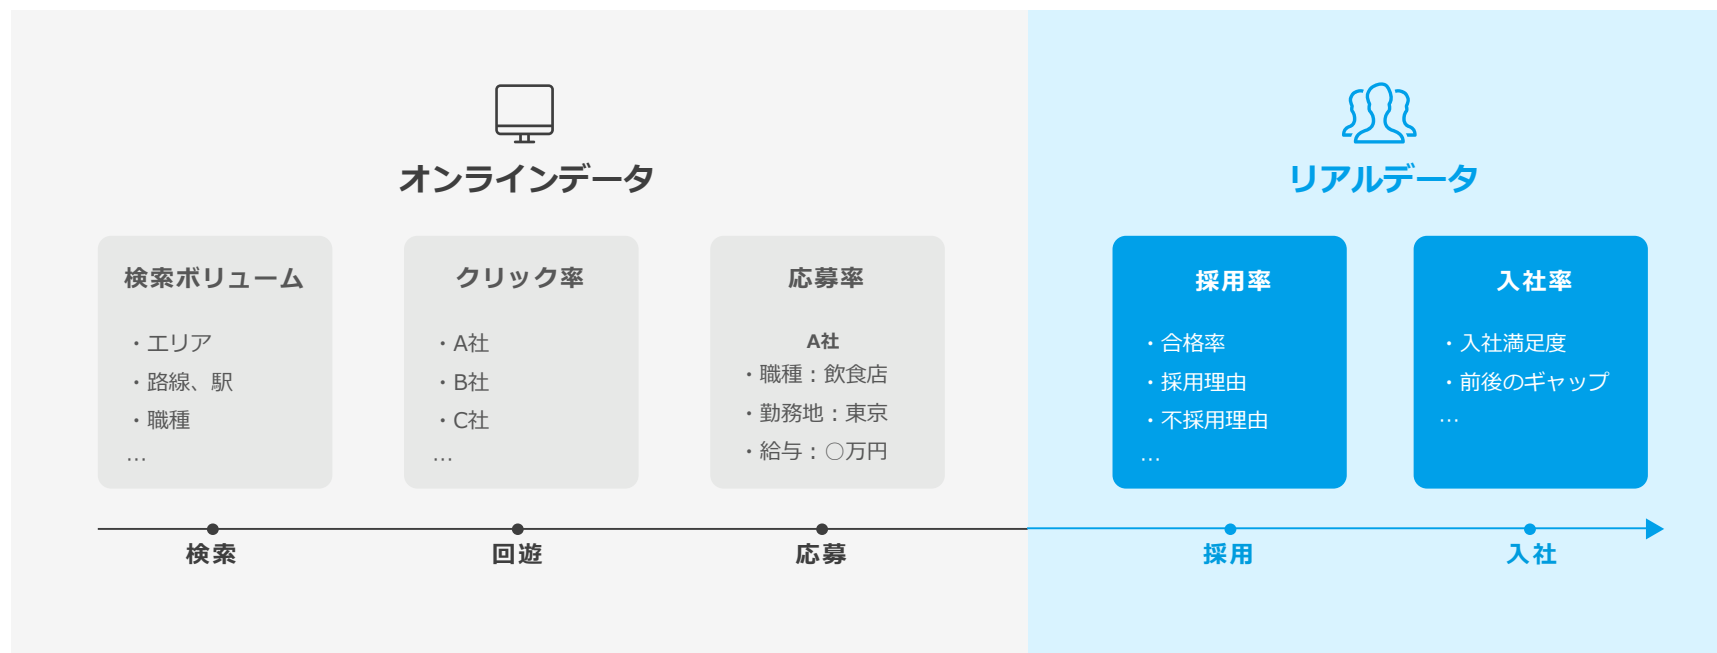 オンラインデータ
検索ボリューム
・エリア
・路線、駅
・職種
…
クリック率
・A社
・B社
・C社
…
応募率
A社
・職種：飲食店
・勤務地：東京
・給与：○万円
検索
回遊
応募
リアルデータ
採用率
・合格率
・採用理由
・不採用理由
…
入社率
・入社満足度
・前後のギャップ
…
採用
入社